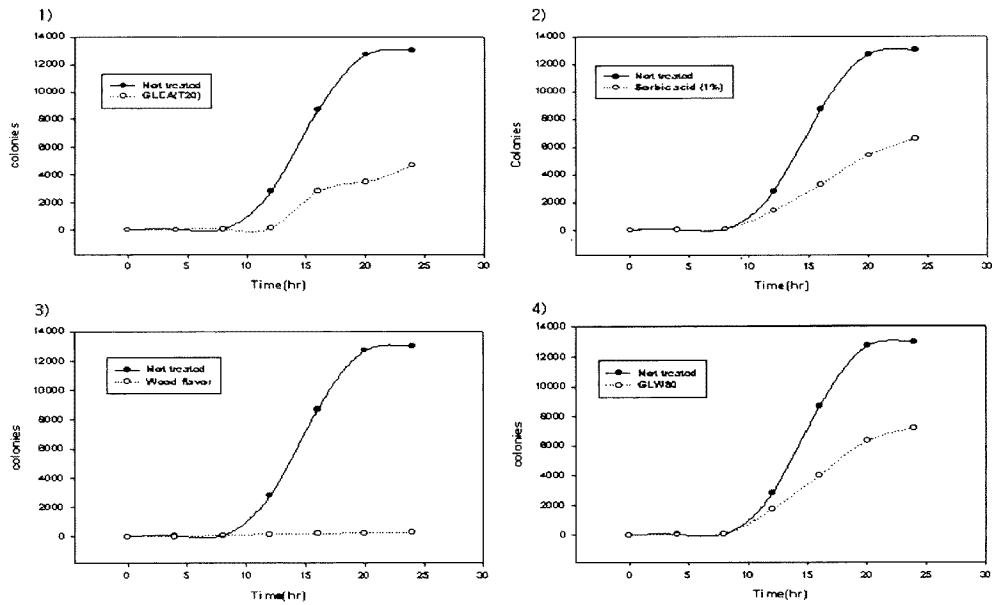 1)
14000
12000
10000
8000
6000
4000
2000
0
colonies
Not treated
GLEA(T20)
0 5 10 15 20 25 30
Time(hr)
2)
14000
12000
10000
8000
6000
4000
2000
0
Colonies
Not treated
Sorbic acid (1%)
0 5 10 15 20 25 30
Time(hr)
3)
14000
12000
10000
8000
6000
4000
2000
0
colonies
Not treated
Wood flavor
0 5 10 15 20 25 30
Time(hr)
4)
14000
12000
10000
8000
6000
4000
2000
0
colonies
Not treated
GLW80
0 5 10 15 20 25 30
Time(hr)